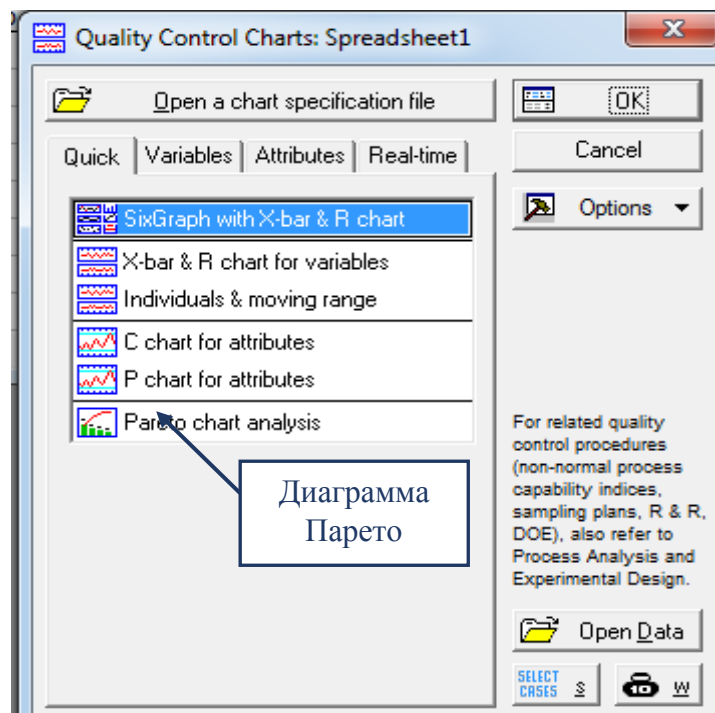 Quality Control Charts: Spreadsheet1
Open a chart specification file
OK
Cancel
Options
Quick
Variables
Attributes
Real-time
SixGraph with X-bar & R chart
X-bar & R chart for variables
Individuals & moving range
C chart for attributes
P chart for attributes
Pareto chart analysis
Диаграмма
Парето
For related quality
control procedures
(non-normal process
capability indices,
sampling plans, R & R,
DOE), also refer to
Process Analysis and
Experimental Design.
Open Data
SELECT
CASES
S
W